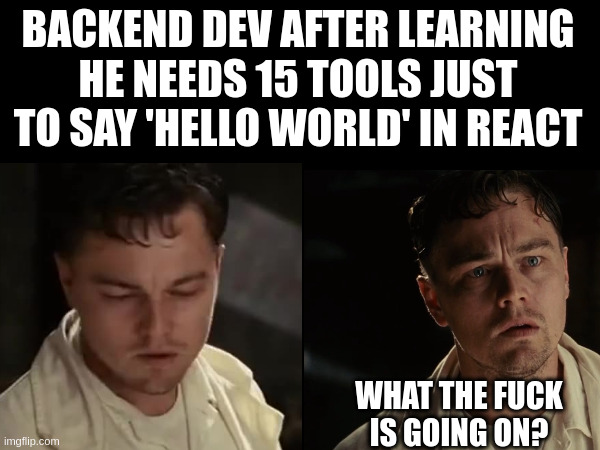 BACKEND DEV AFTER LEARNING
HE NEEDS 15 TOOLS JUST
TO SAY 'HELLO WORLD' IN REACT
WHAT THE FUCK
IS GOING ON?
imgflip.com